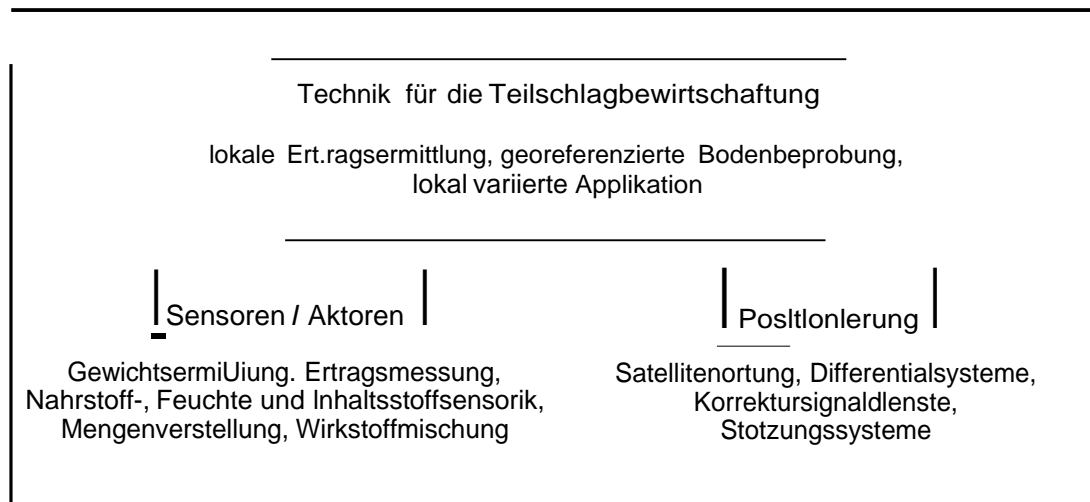 Technik für die Teilschlagbewirtschaftung
lokale Ert.ragsermittlung, georeferenzierte Bodenbeprobung,
lokal variierte Applikation
Sensoren / Aktoren
GewichtsermiUiung. Ertragsmessung,
Nahrstoff-, Feuchte und Inhaltsstoffsensorik,
Mengenverstellung, Wirkstoffmischung
Posltlonlerung
Satellitenortung, Differentialsysteme,
Korrektursignaldlenste,
Stotzungssysteme